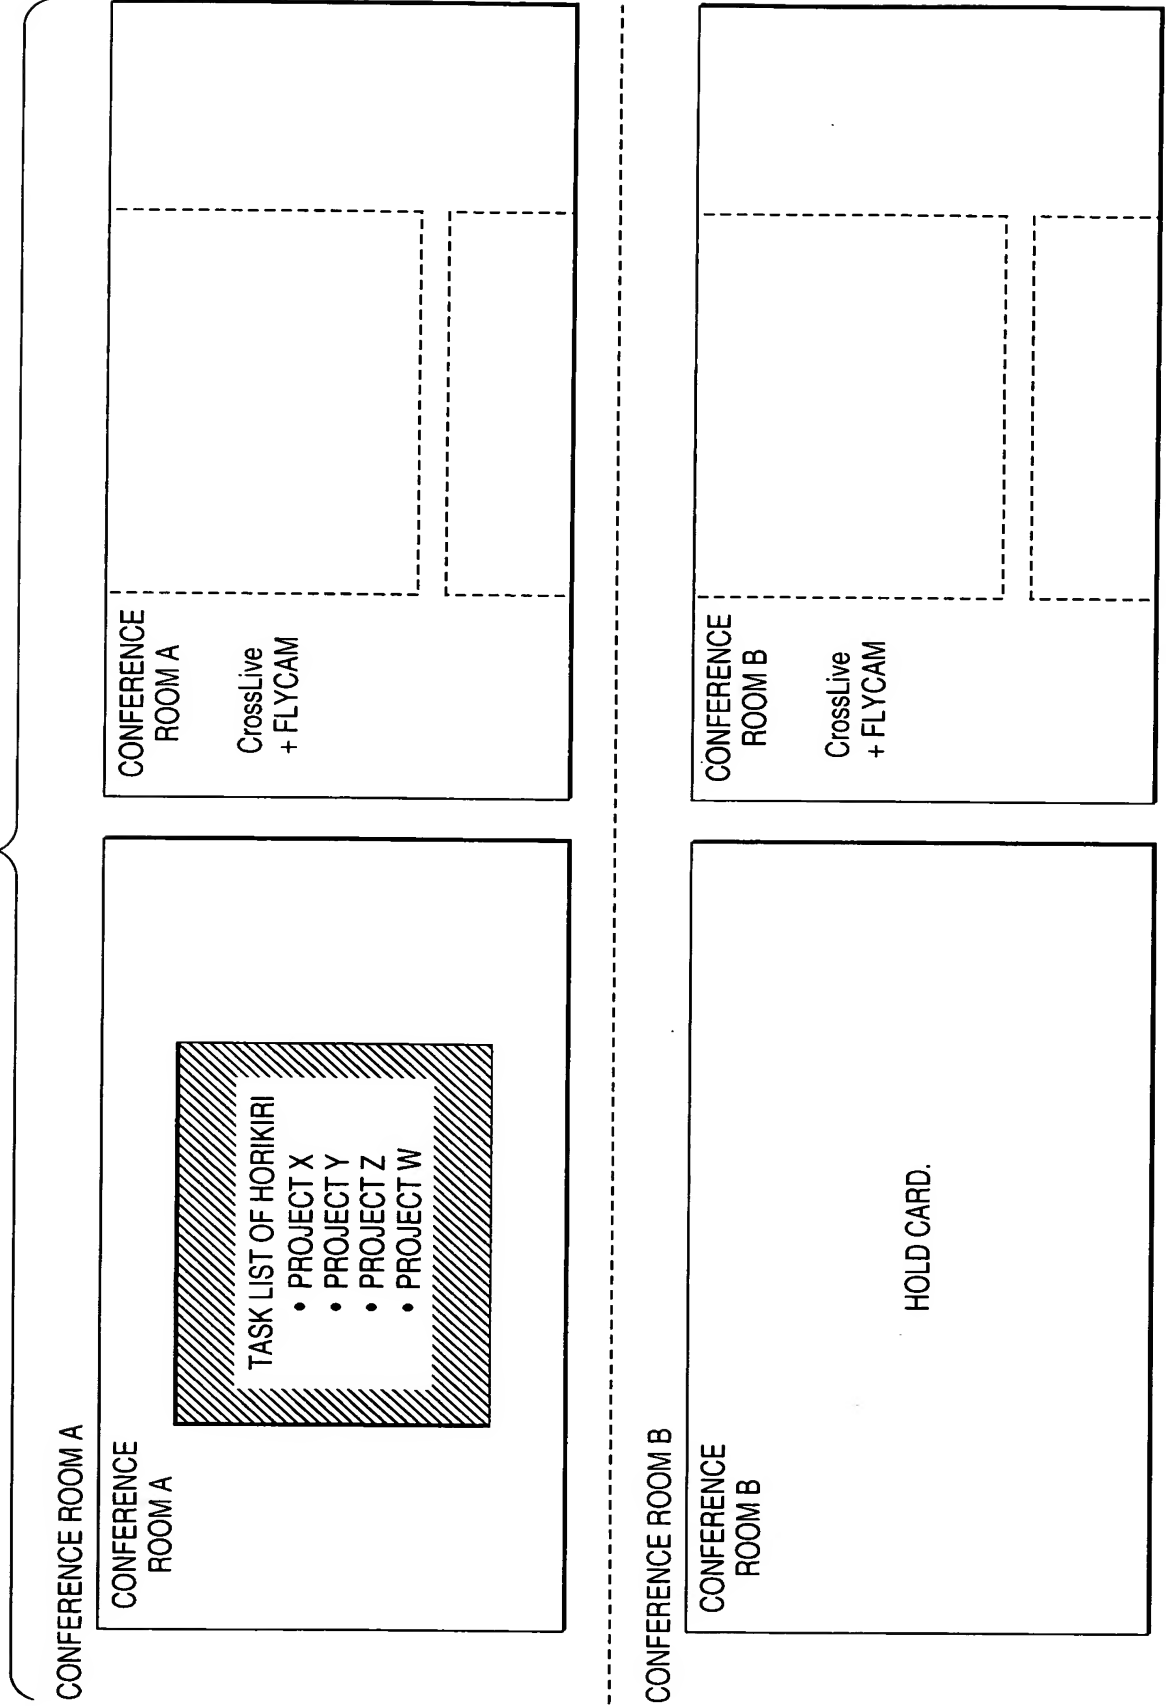 CONFERENCE ROOM A
CONFERENCE
ROOM A
TASK LIST OF HORIKIRI
• PROJECT X
• PROJECT Y
• PROJECT Z
• PROJECT W
CONFERENCE
ROOM A
CrossLive
+ FLYCAM
CONFERENCE ROOM B
CONFERENCE
ROOM B
HOLD CARD.
CONFERENCE
ROOM B
CrossLive
+ FLYCAM